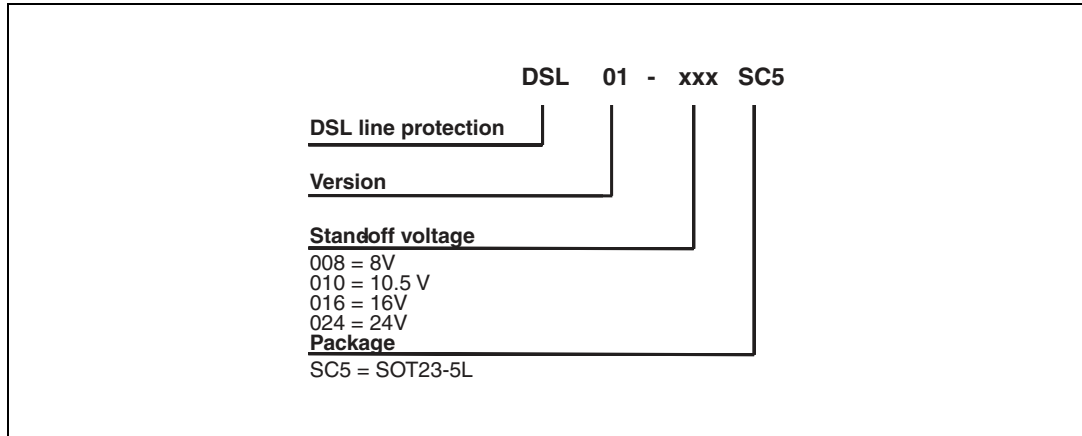 DSL 01 - xxx SC5
DSL line protection
Version
Standoff voltage
008 = 8V
010 = 10.5 V
016 = 16V
024 = 24V
Package
SC5 = SOT23-5L